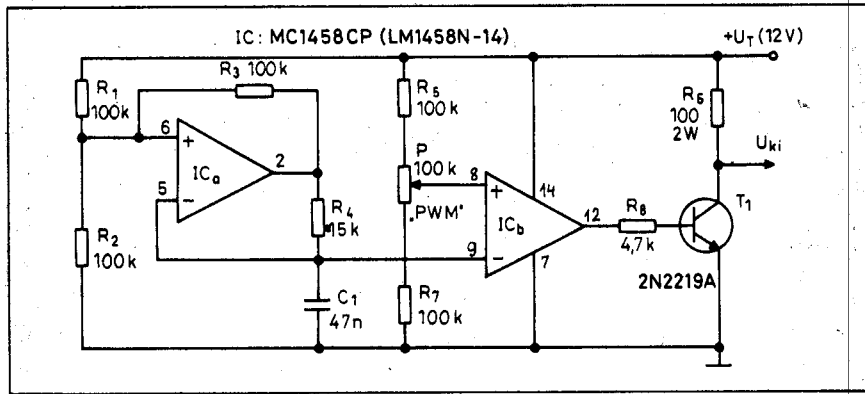 IC: MC1458CP (LM1458N-14)
+U_T (12V)
R3 100k
R1
100k
R5
100k
R6
100
2W
6
+
2
ICa
5
−
P
100k
8
+
14
Uki
R4
15k
„PWM"
ICb
12
R8
4,7k
T1
R2
100k
9
−
7
2N2219A
C1
47n
R7
100k